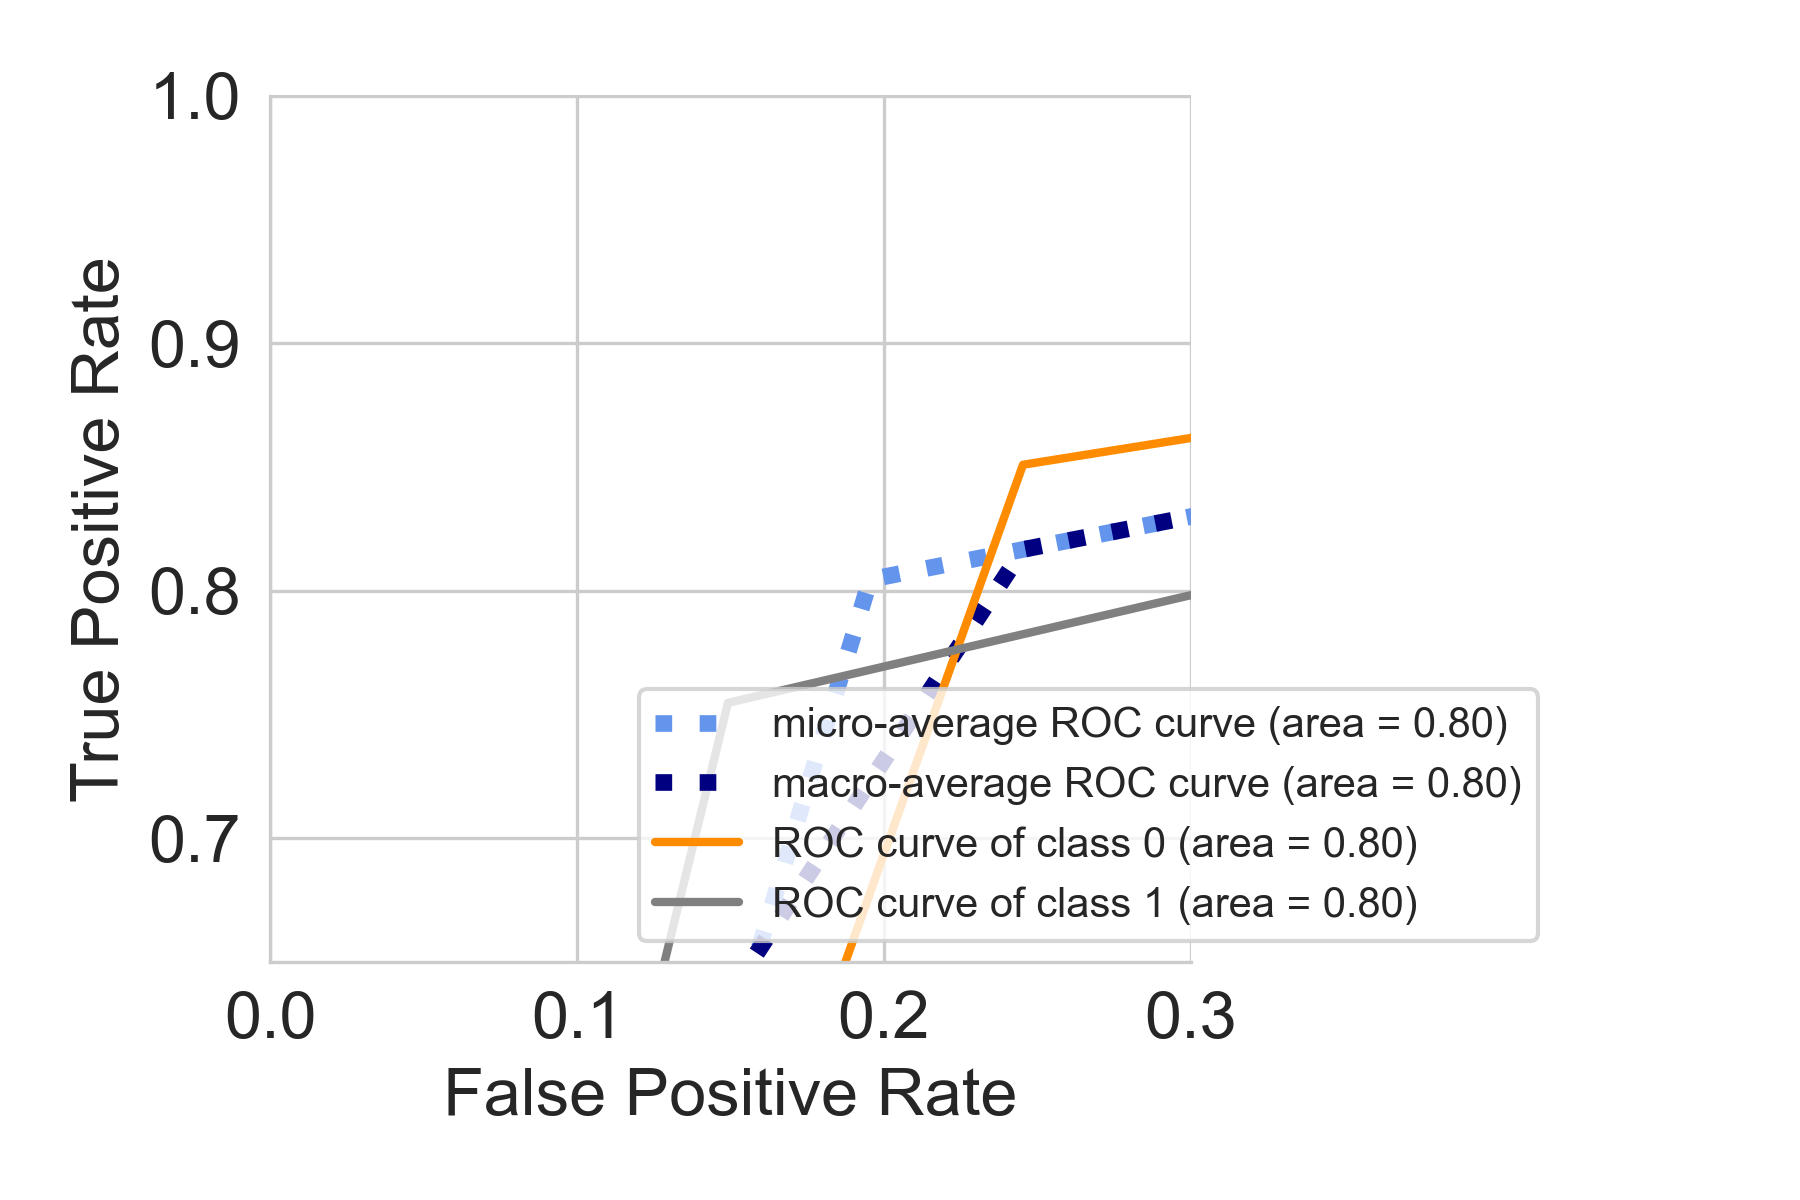 1.0
0.9
0.8
0.7
True Positive Rate
micro-average ROC curve (area = 0.80)
macro-average ROC curve (area = 0.80)
ROC curve of class 0 (area = 0.80)
ROC curve of class 1 (area = 0.80)
0.0 0.1 0.2 0.3
False Positive Rate